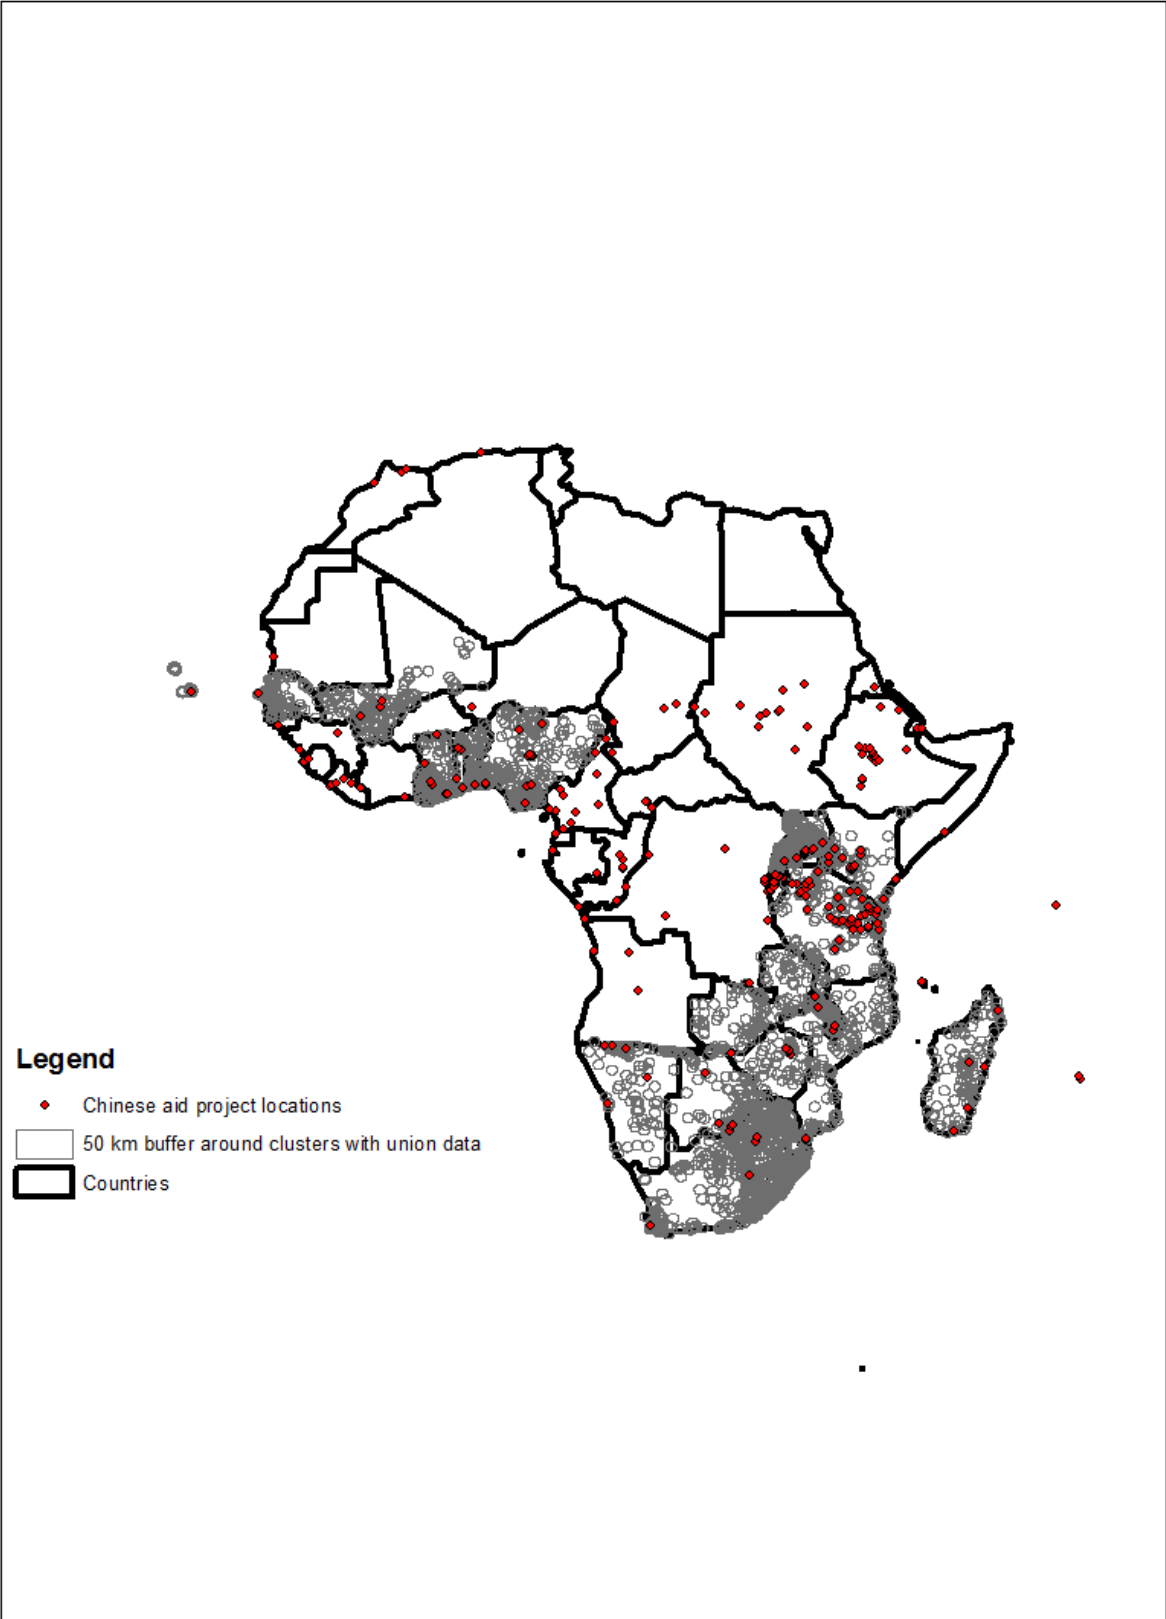 Legend
Chinese aid project locations
50 km buffer around clusters with union data
Countries